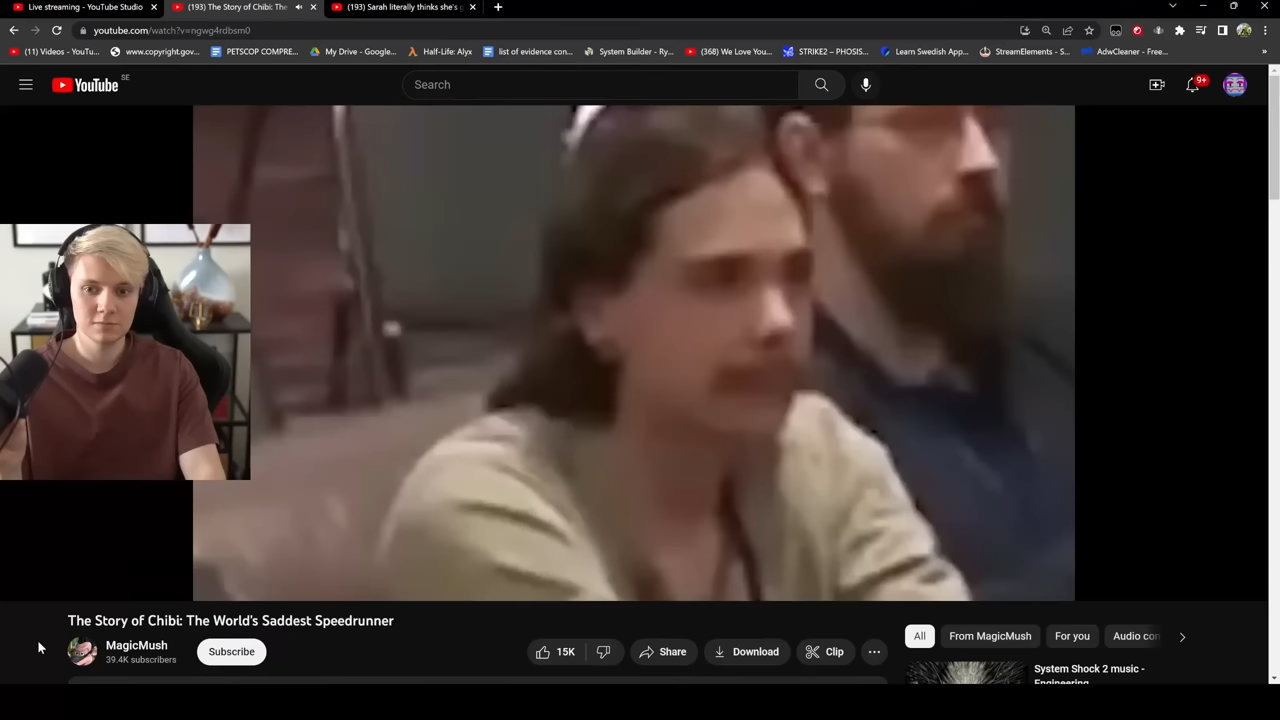 Live streaming - YouTube Studio
(193) The Story of Chibi: The Wor
(193) Sarah literally thinks she's g
youtube.com/watch?v=ngwg4rdbsm0
(11) Videos - YouTu...
www.copyright.gov...
PETSCOP COMPRE...
My Drive - Google...
Half-Life: Alyx
list of evidence con...
System Builder - Ry...
(368) We Love You...
STRIKE2 – PHOSIS...
Learn Swedish App...
StreamElements - S...
AdwCleaner - Free...
YouTube SE
Search
9+
The Story of Chibi: The World's Saddest Speedrunner
MagicMush
39.4K subscribers
Subscribe
15K
Share
Download
Clip
All
From MagicMush
For you
Audio con
System Shock 2 music -
Engineering